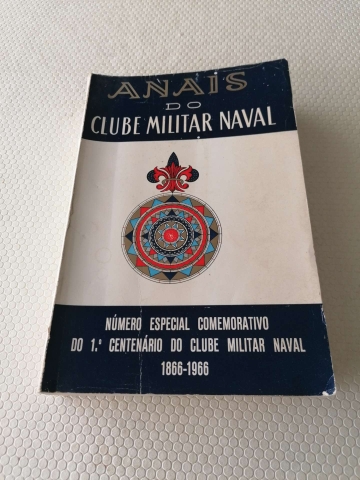 ANAIS
DO
CLUBE MILITAR NAVAL
NÚMERO ESPECIAL COMEMORATIVO
DO 1.º CENTENÁRIO DO CLUBE MILITAR NAVAL
1866-1966